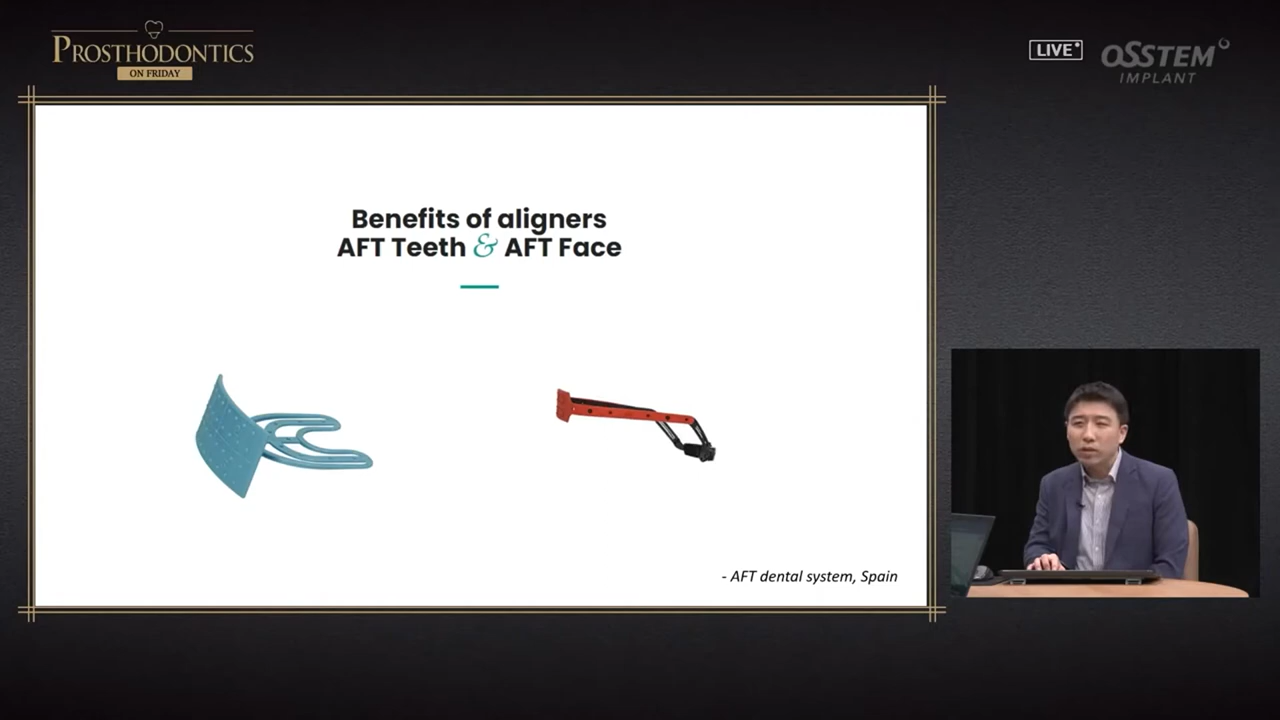 PROSTHODONTICS
ON FRIDAY
LIVE
OSSTEM
IMPLANT
Benefits of aligners
AFT Teeth & AFT Face
- AFT dental system, Spain